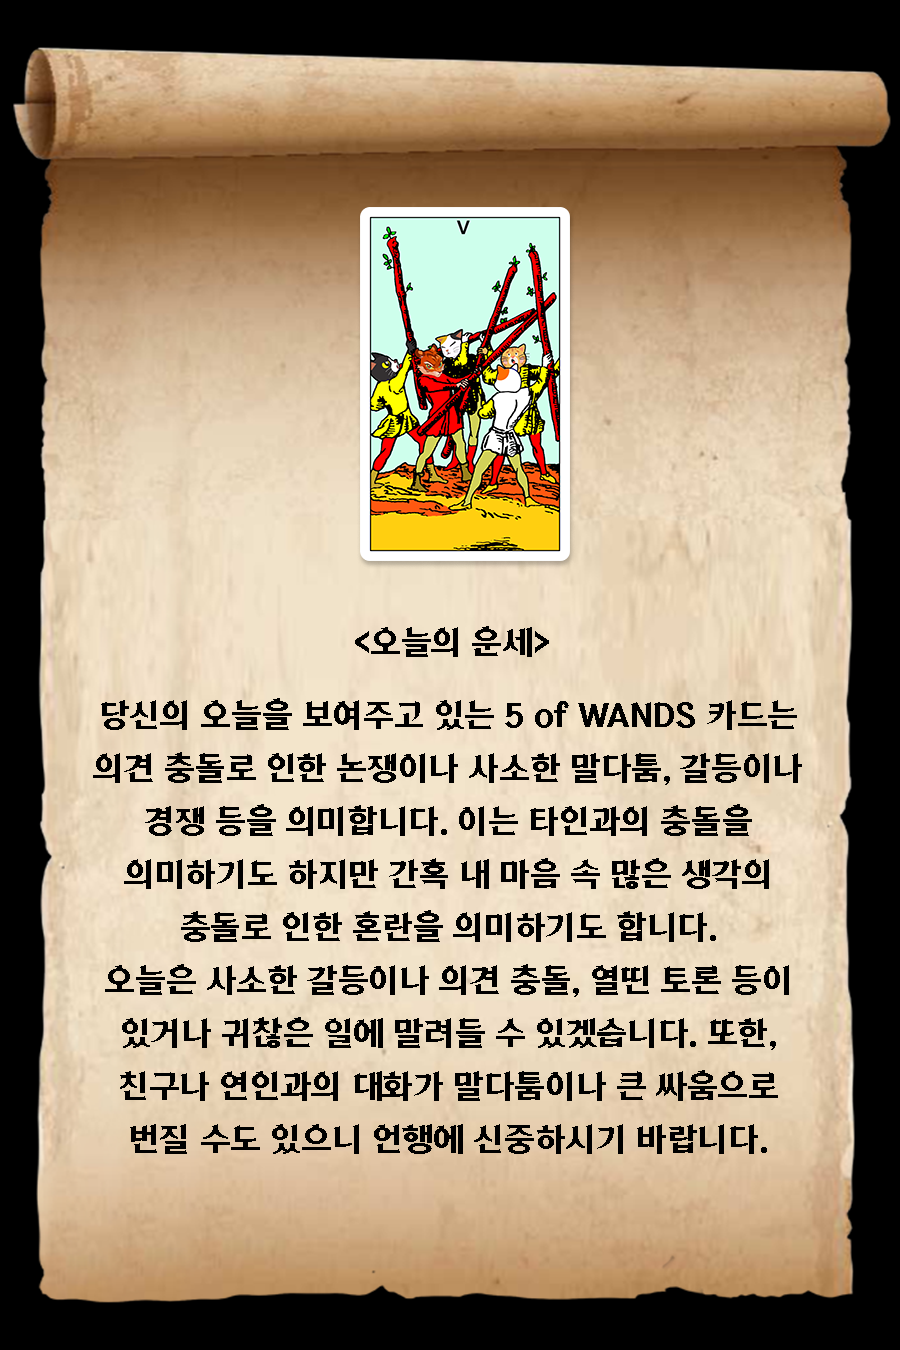 V
<오늘의 운세>
당신의 오늘을 보여주고 있는 5 of WANDS 카드는
의견 충돌로 인한 논쟁이나 사소한 말다툼, 갈등이나
경쟁 등을 의미합니다. 이는 타인과의 충돌을
의미하기도 하지만 간혹 내 마음 속 많은 생각의
충돌로 인한 혼란을 의미하기도 합니다.
오늘은 사소한 갈등이나 의견 충돌, 열띤 토론 등이
있거나 귀찮은 일에 말려들 수 있겠습니다. 또한,
친구나 연인과의 대화가 말다툼이나 큰 싸움으로
번질 수도 있으니 언행에 신중하시기 바랍니다.